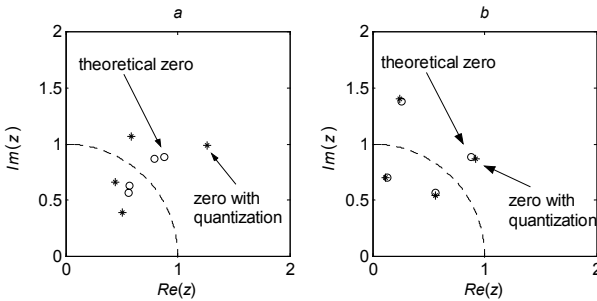 a
2
1.5
1
0.5
0
0
1
2
Im(z)
Re(z)
theoretical zero
zero with
quantization
b
2
1.5
1
0.5
0
0
1
2
Im(z)
Re(z)
theoretical zero
zero with
quantization